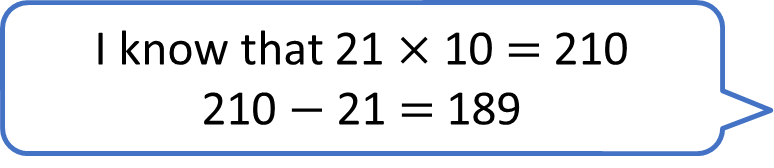 I know that 21 × 10 = 210
210 − 21 = 189